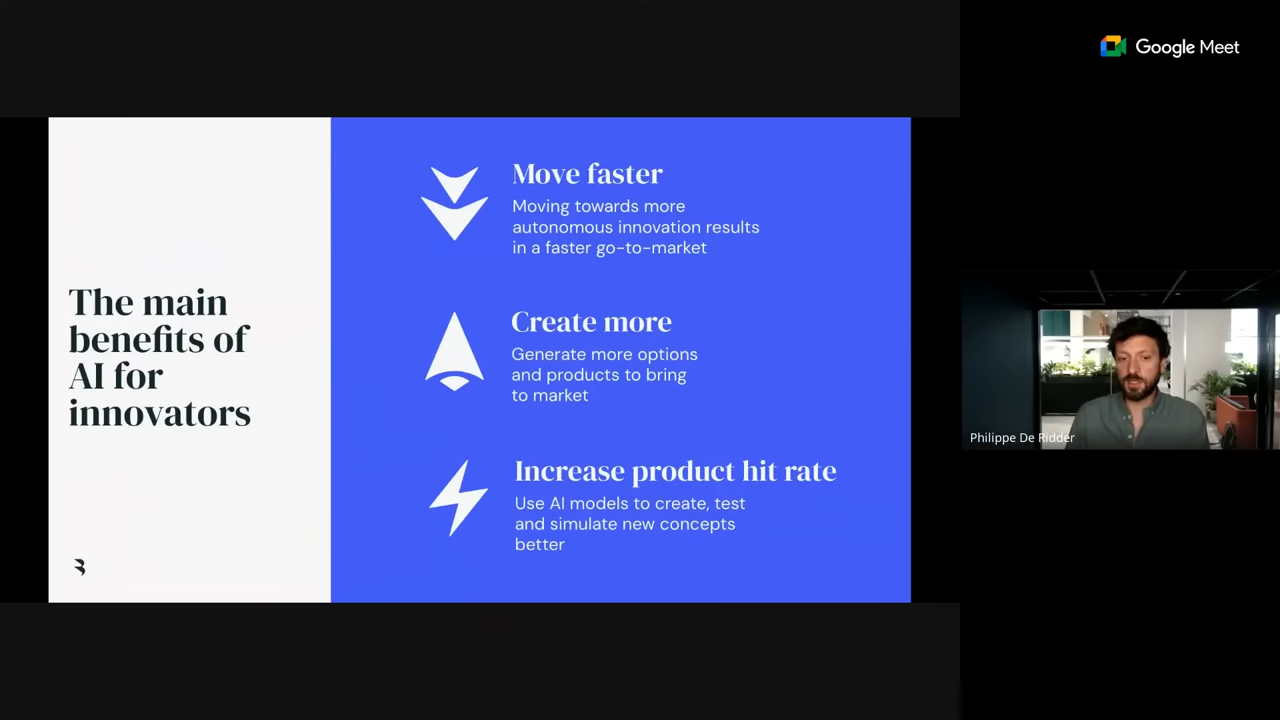 Google Meet
The main
benefits of
AI for
innovators
Move faster
Moving towards more
autonomous innovation results
in a faster go-to-market
Create more
Generate more options
and products to bring
to market
Increase product hit rate
Use AI models to create, test
and simulate new concepts
better
Philippe De Ridder